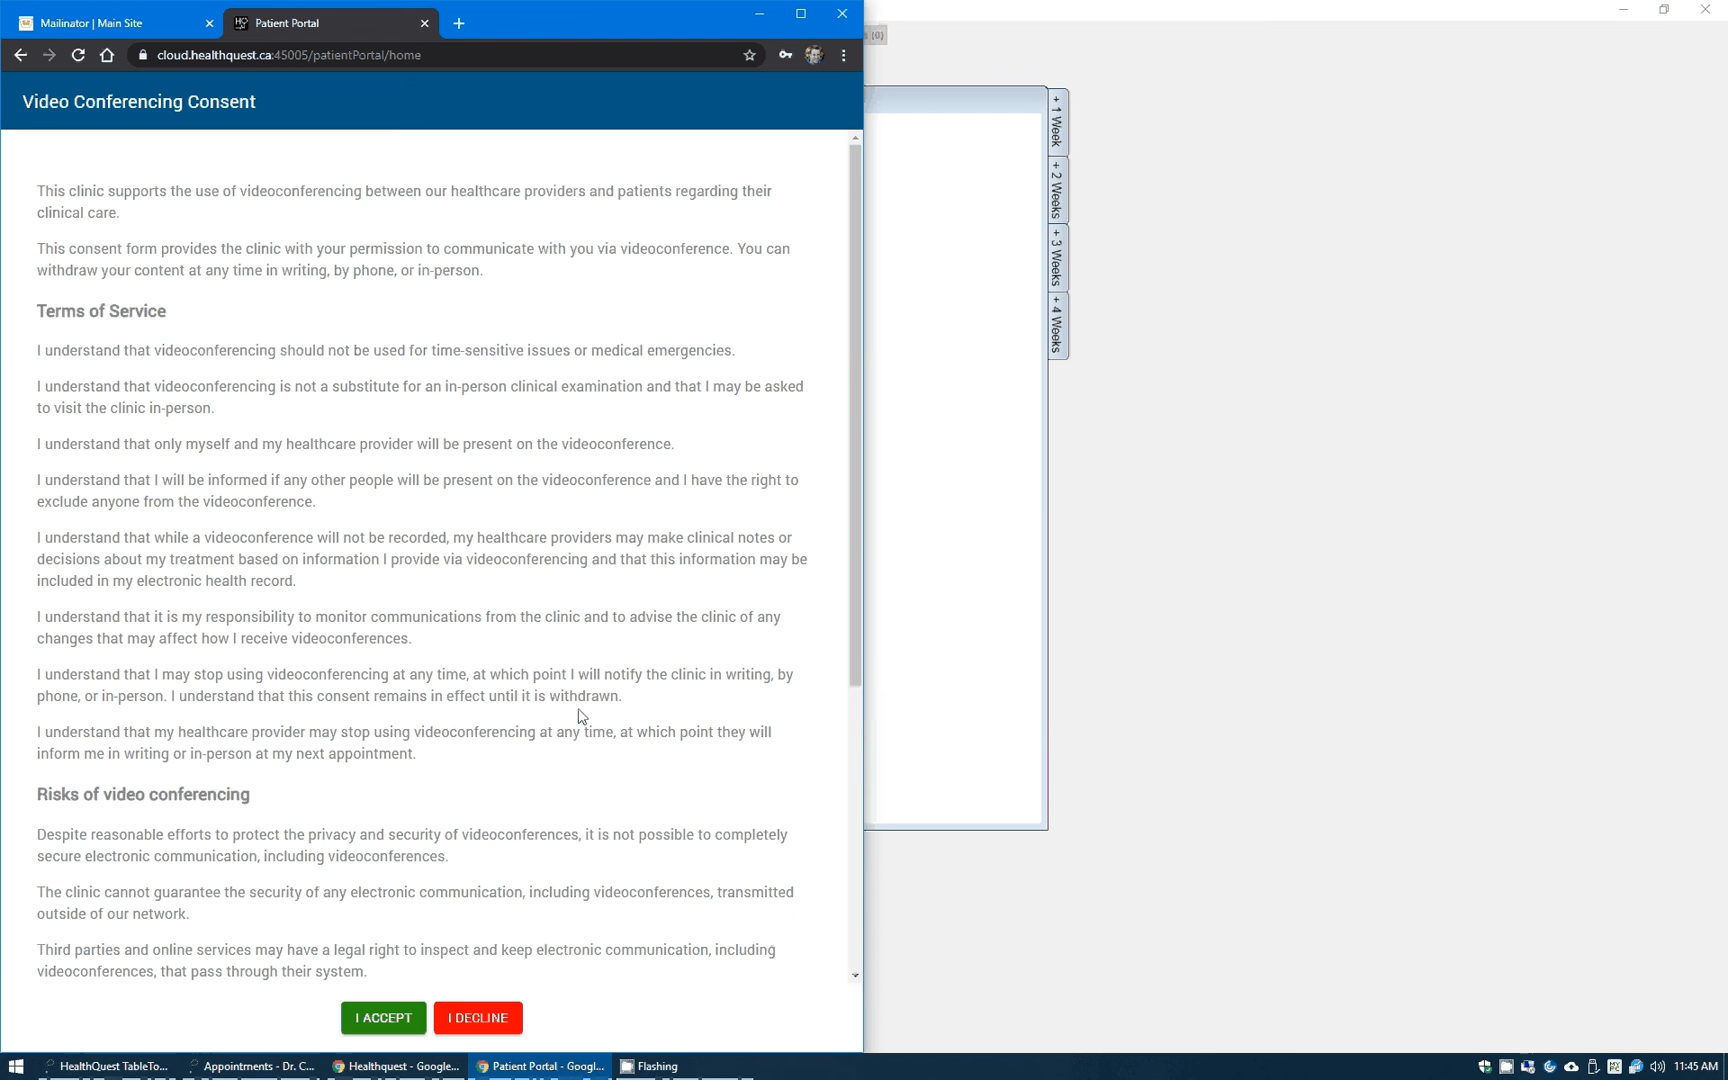 Mailinator | Main Site
Patient Portal
cloud.healthquest.ca:45005/patientPortal/home
(0)
Video Conferencing Consent
This clinic supports the use of videoconferencing between our healthcare providers and patients regarding their
clinical care.
This consent form provides the clinic with your permission to communicate with you via videoconference. You can
withdraw your content at any time in writing, by phone, or in-person.
Terms of Service
I understand that videoconferencing should not be used for time-sensitive issues or medical emergencies.
I understand that videoconferencing is not a substitute for an in-person clinical examination and that I may be asked
to visit the clinic in-person.
I understand that only myself and my healthcare provider will be present on the videoconference.
I understand that I will be informed if any other people will be present on the videoconference and I have the right to
exclude anyone from the videoconference.
I understand that while a videoconference will not be recorded, my healthcare providers may make clinical notes or
decisions about my treatment based on information I provide via videoconferencing and that this information may be
included in my electronic health record.
I understand that it is my responsibility to monitor communications from the clinic and to advise the clinic of any
changes that may affect how I receive videoconferences.
I understand that I may stop using videoconferencing at any time, at which point I will notify the clinic in writing, by
phone, or in-person. I understand that this consent remains in effect until it is withdrawn.
I understand that my healthcare provider may stop using videoconferencing at any time, at which point they will
inform me in writing or in-person at my next appointment.
Risks of video conferencing
Despite reasonable efforts to protect the privacy and security of videoconferences, it is not possible to completely
secure electronic communication, including videoconferences.
The clinic cannot guarantee the security of any electronic communication, including videoconferences, transmitted
outside of our network.
Third parties and online services may have a legal right to inspect and keep electronic communication, including
videoconferences, that pass through their system.
I ACCEPT
I DECLINE
+ 1 Week
+ 2 Weeks
+ 3 Weeks
+ 4 Weeks
HealthQuest TableTo...
Appointments - Dr. C...
Healthquest - Google...
Patient Portal - Googl...
Flashing
11:45 AM